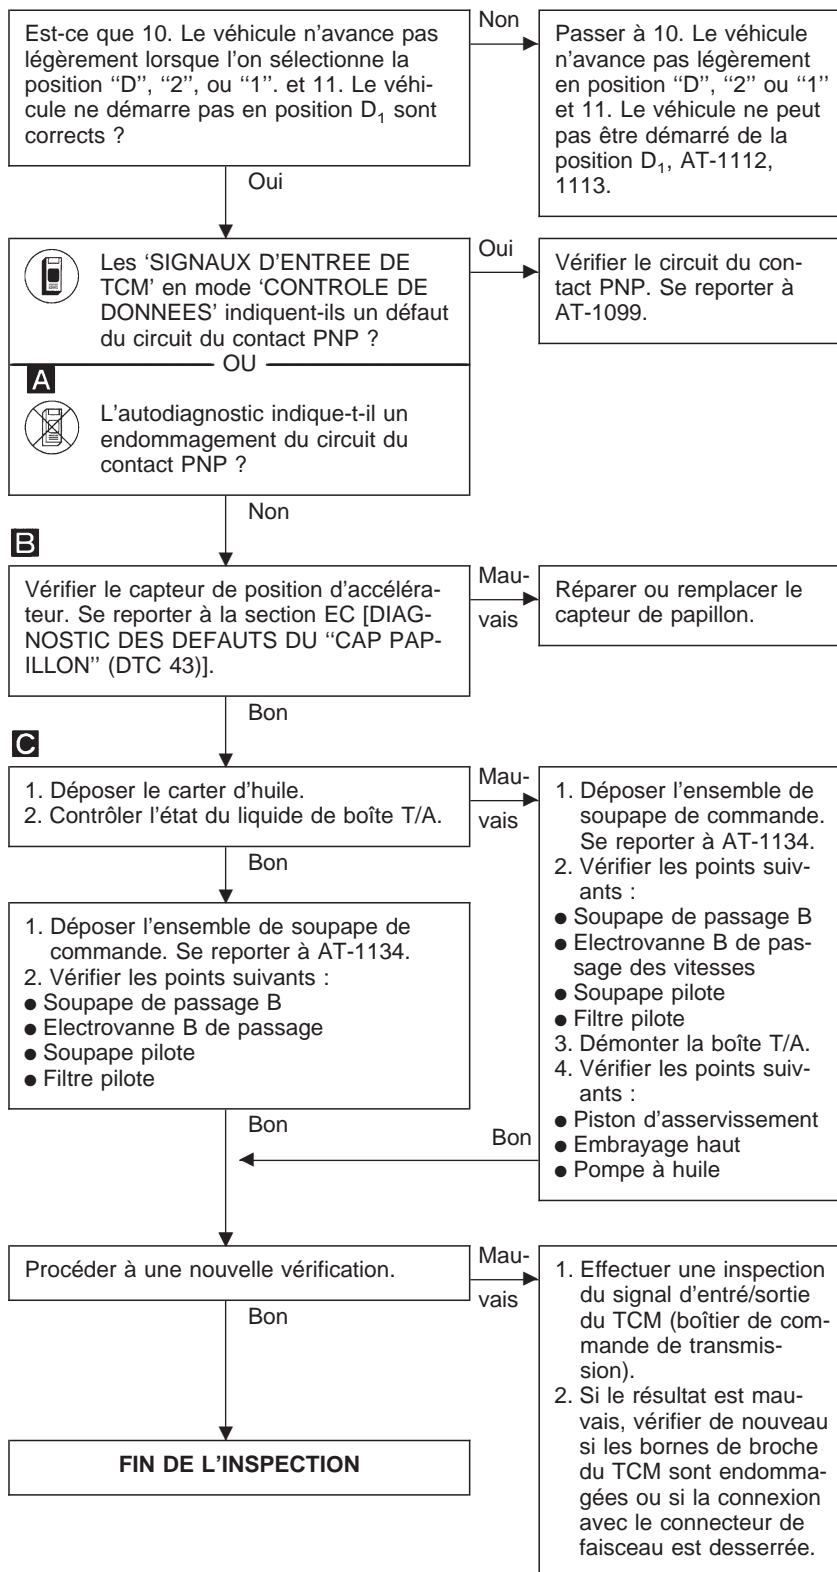 Est-ce que 10. Le véhicule n'avance pas
légèrement lorsque l'on sélectionne la
position “D”, “2”, ou “1”. et 11. Le véhi-
cule ne démarre pas en position D₁ sont
corrects ?
Non
Passer à 10. Le véhicule
n'avance pas légèrement
en position “D”, “2” ou “1”
et 11. Le véhicule ne peut
pas être démarré de la
position D₁, AT-1112,
1113.
Oui
Les ‘SIGNAUX D'ENTREE DE
TCM’ en mode ‘CONTROLE DE
DONNEES’ indiquent-ils un défaut
du circuit du contact PNP ?
OU
A
L'autodiagnostic indique-t-il un
endommagement du circuit du
contact PNP ?
Oui
Vérifier le circuit du con-
tact PNP. Se reporter à
AT-1099.
Non
B
Vérifier le capteur de position d'accéléra-
teur. Se reporter à la section EC [DIAG-
NOSTIC DES DEFAUTS DU “CAP PAP-
ILLON” (DTC 43)].
Mau-
vais
Réparer ou remplacer le
capteur de papillon.
Bon
C
1. Déposer le carter d'huile.
2. Contrôler l'état du liquide de boîte T/A.
Mau-
vais
1. Déposer l'ensemble de
soupape de commande.
Se reporter à AT-1134.
2. Vérifier les points suiv-
ants :
● Soupape de passage B
● Electrovanne B de pas-
sage des vitesses
● Soupape pilote
● Filtre pilote
3. Démonter la boîte T/A.
4. Vérifier les points suiv-
ants :
● Piston d'asservissement
● Embrayage haut
● Pompe à huile
Bon
1. Déposer l'ensemble de soupape de
commande. Se reporter à AT-1134.
2. Vérifier les points suivants :
● Soupape de passage B
● Electrovanne B de passage
● Soupape pilote
● Filtre pilote
Bon
Bon
Procéder à une nouvelle vérification.
Mau-
vais
1. Effectuer une inspection
du signal d'entré/sortie
du TCM (boîtier de com-
mande de transmis-
sion).
2. Si le résultat est mau-
vais, vérifier de nouveau
si les bornes de broche
du TCM sont endomma-
gées ou si la connexion
avec le connecteur de
faisceau est desserrée.
Bon
FIN DE L'INSPECTION